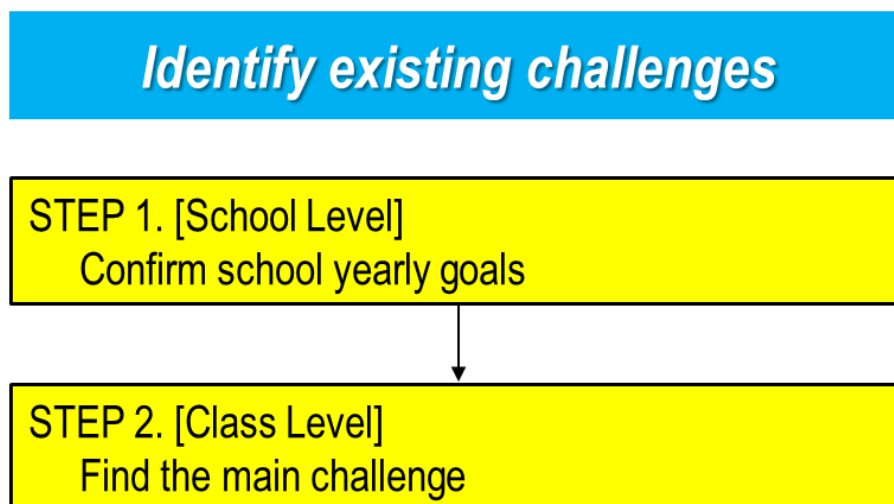 Identify existing challenges
STEP 1. [School Level]
Confirm school yearly goals
STEP 2. [Class Level]
Find the main challenge